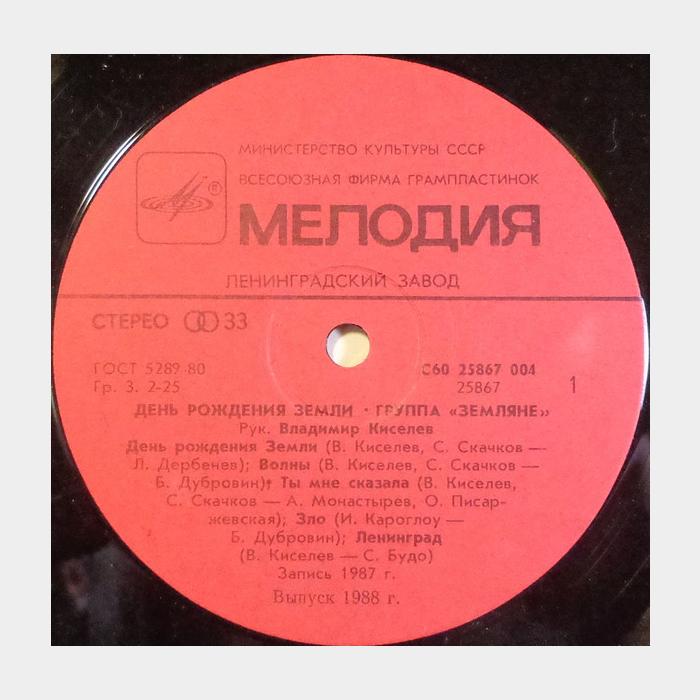 МИНИСТЕРСТВО КУЛЬТУРЫ СССР
ВСЕСОЮЗНАЯ ФИРМА ГРАМПЛАСТИНОК
®
МЕЛОДИЯ
ЛЕНИНГРАДСКИЙ ЗАВОД
СТЕРЕО 33
ГОСТ 5289-80 С60 25867 004
Гр. 3. 2-25 25867 1
ДЕНЬ РОЖДЕНИЯ ЗЕМЛИ · ГРУППА «ЗЕМЛЯНЕ»
Рук. Владимир Киселев
День рождения Земли (В. Киселев, С. Скачков —
Л. Дербенев); Волны (В. Киселев, С. Скачков —
Б. Дубровин); Ты мне сказала (В. Киселев,
С. Скачков — А. Монастырев, О. Писар-
жевская); Зло (И. Кароглоу —
Б. Дубровин); Ленинград
(В. Киселев — С. Будо)
Запись 1987 г.
Выпуск 1988 г.